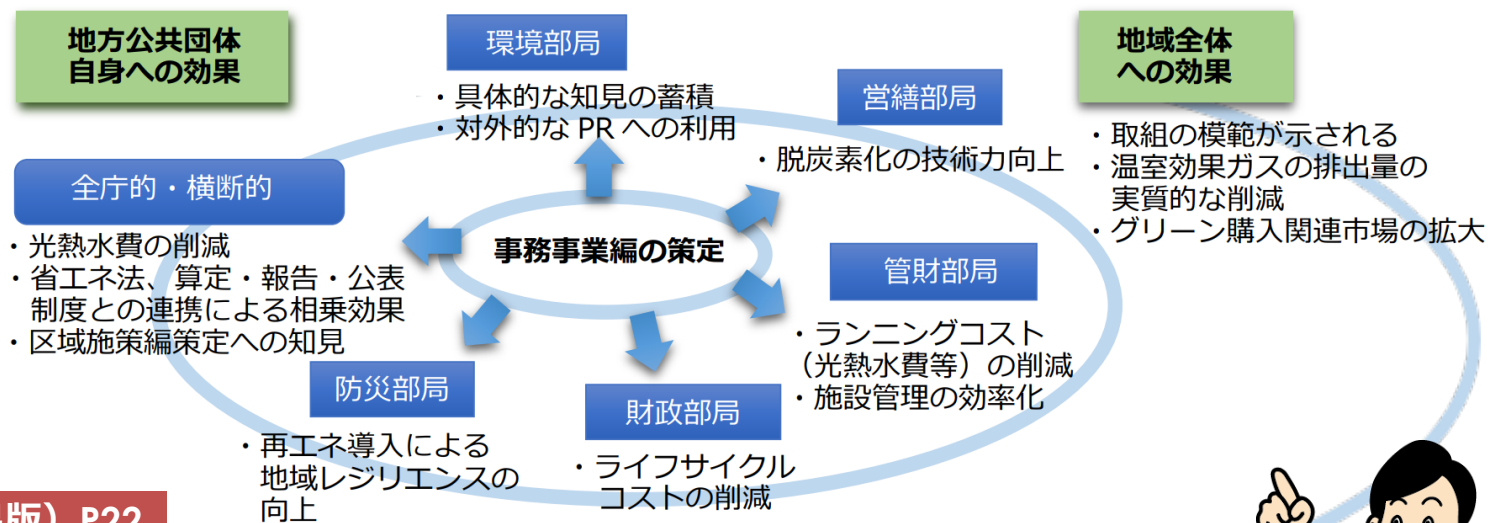 地方公共団体
自身への効果
環境部局
・具体的な知見の蓄積
・対外的な PR への利用
営繕部局
・脱炭素化の技術力向上
地域全体
への効果
・取組の模範が示される
・温室効果ガスの排出量の
実質的な削減
・グリーン購入関連市場の拡大
全庁的・横断的
・光熱水費の削減
・省エネ法、算定・報告・公表
制度との連携による相乗効果
・区域施策編策定への知見
事務事業編の策定
管財部局
・ランニングコスト
（光熱水費等）の削減
・施設管理の効率化
防災部局
・再エネ導入による
地域レジリエンスの
向上
財政部局
・ライフサイクル
コストの削減
版）P22